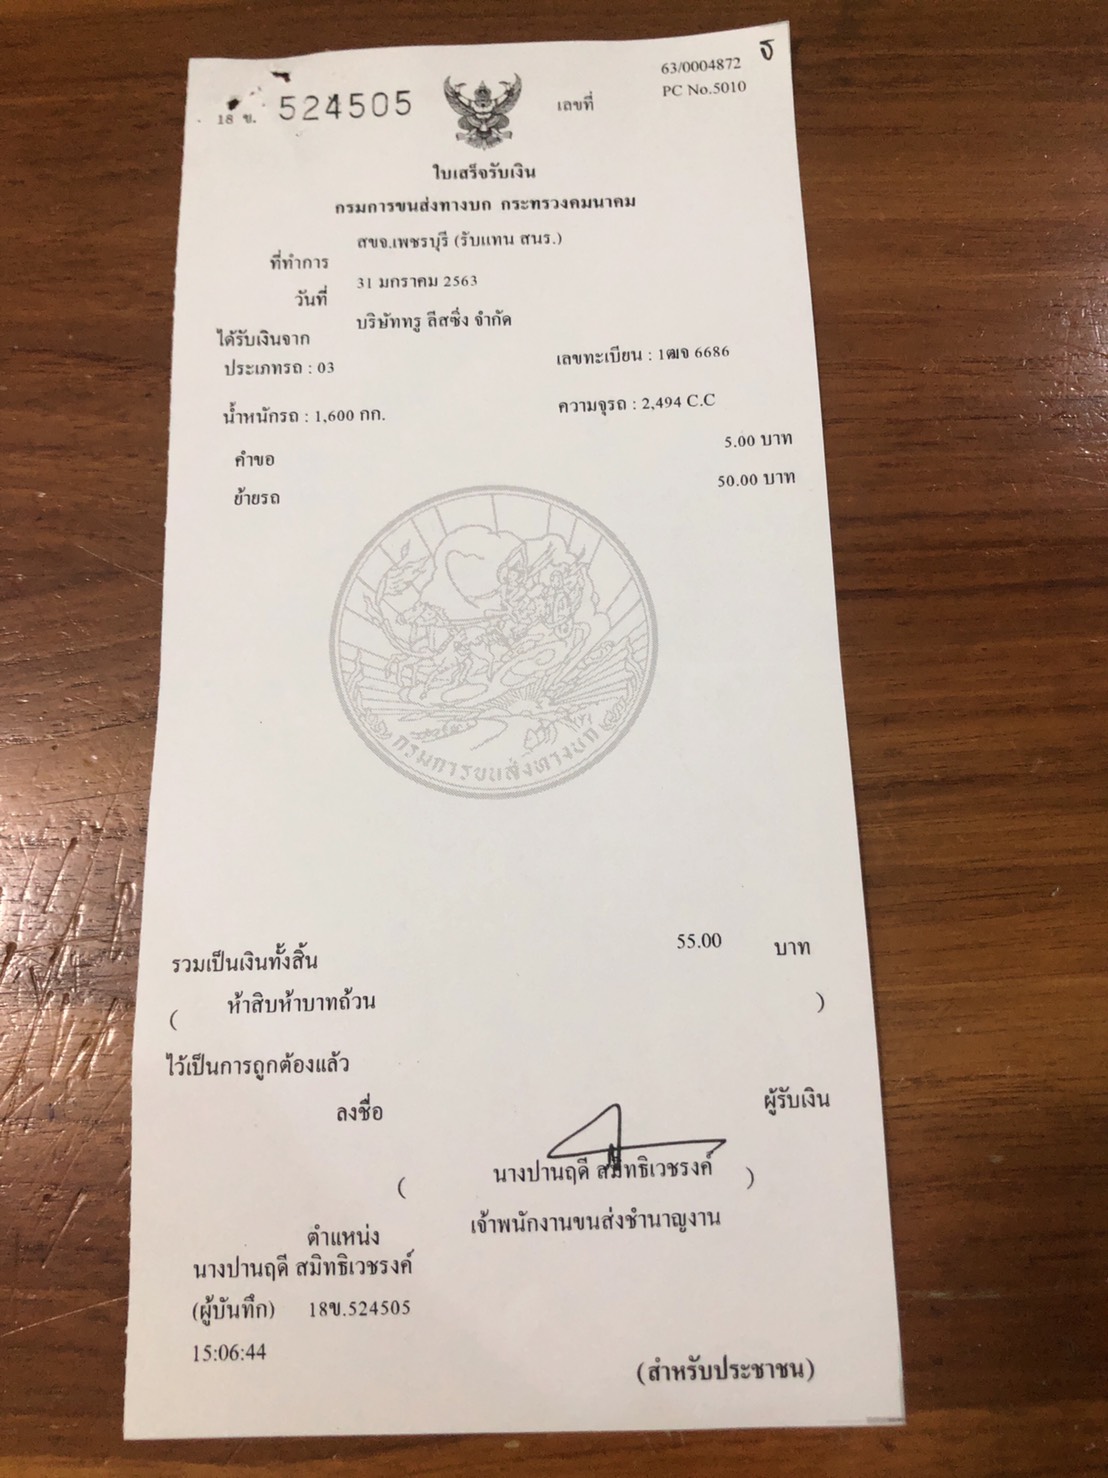 63/0004872
18 ข. 524505 เลขที่ PC No.5010
ใบเสร็จรับเงิน
กรมการขนส่งทางบก กระทรวงคมนาคม
ที่ทำการ สขจ.เพชรบุรี (รับแทน สนร.)
วันที่ 31 มกราคม 2563
ได้รับเงินจาก บริษัททรู ลีสซิ่ง จำกัด
ประเภทรถ : 03 เลขทะเบียน : 1ฒจ 6686
น้ำหนักรถ : 1,600 กก. ความจุรถ : 2,494 C.C
คำขอ 5.00 บาท
ย้ายรถ 50.00 บาท
กรมการขนส่งทางบก
รวมเป็นเงินทั้งสิ้น 55.00 บาท
( ห้าสิบห้าบาทถ้วน )
ไว้เป็นการถูกต้องแล้ว
ลงชื่อ ผู้รับเงิน
( นางปานฤดี สมิทธิเวชรงค์ )
ตำแหน่ง เจ้าพนักงานขนส่งชำนาญงาน
นางปานฤดี สมิทธิเวชรงค์
(ผู้บันทึก) 18ข.524505
15:06:44
(สำหรับประชาชน)